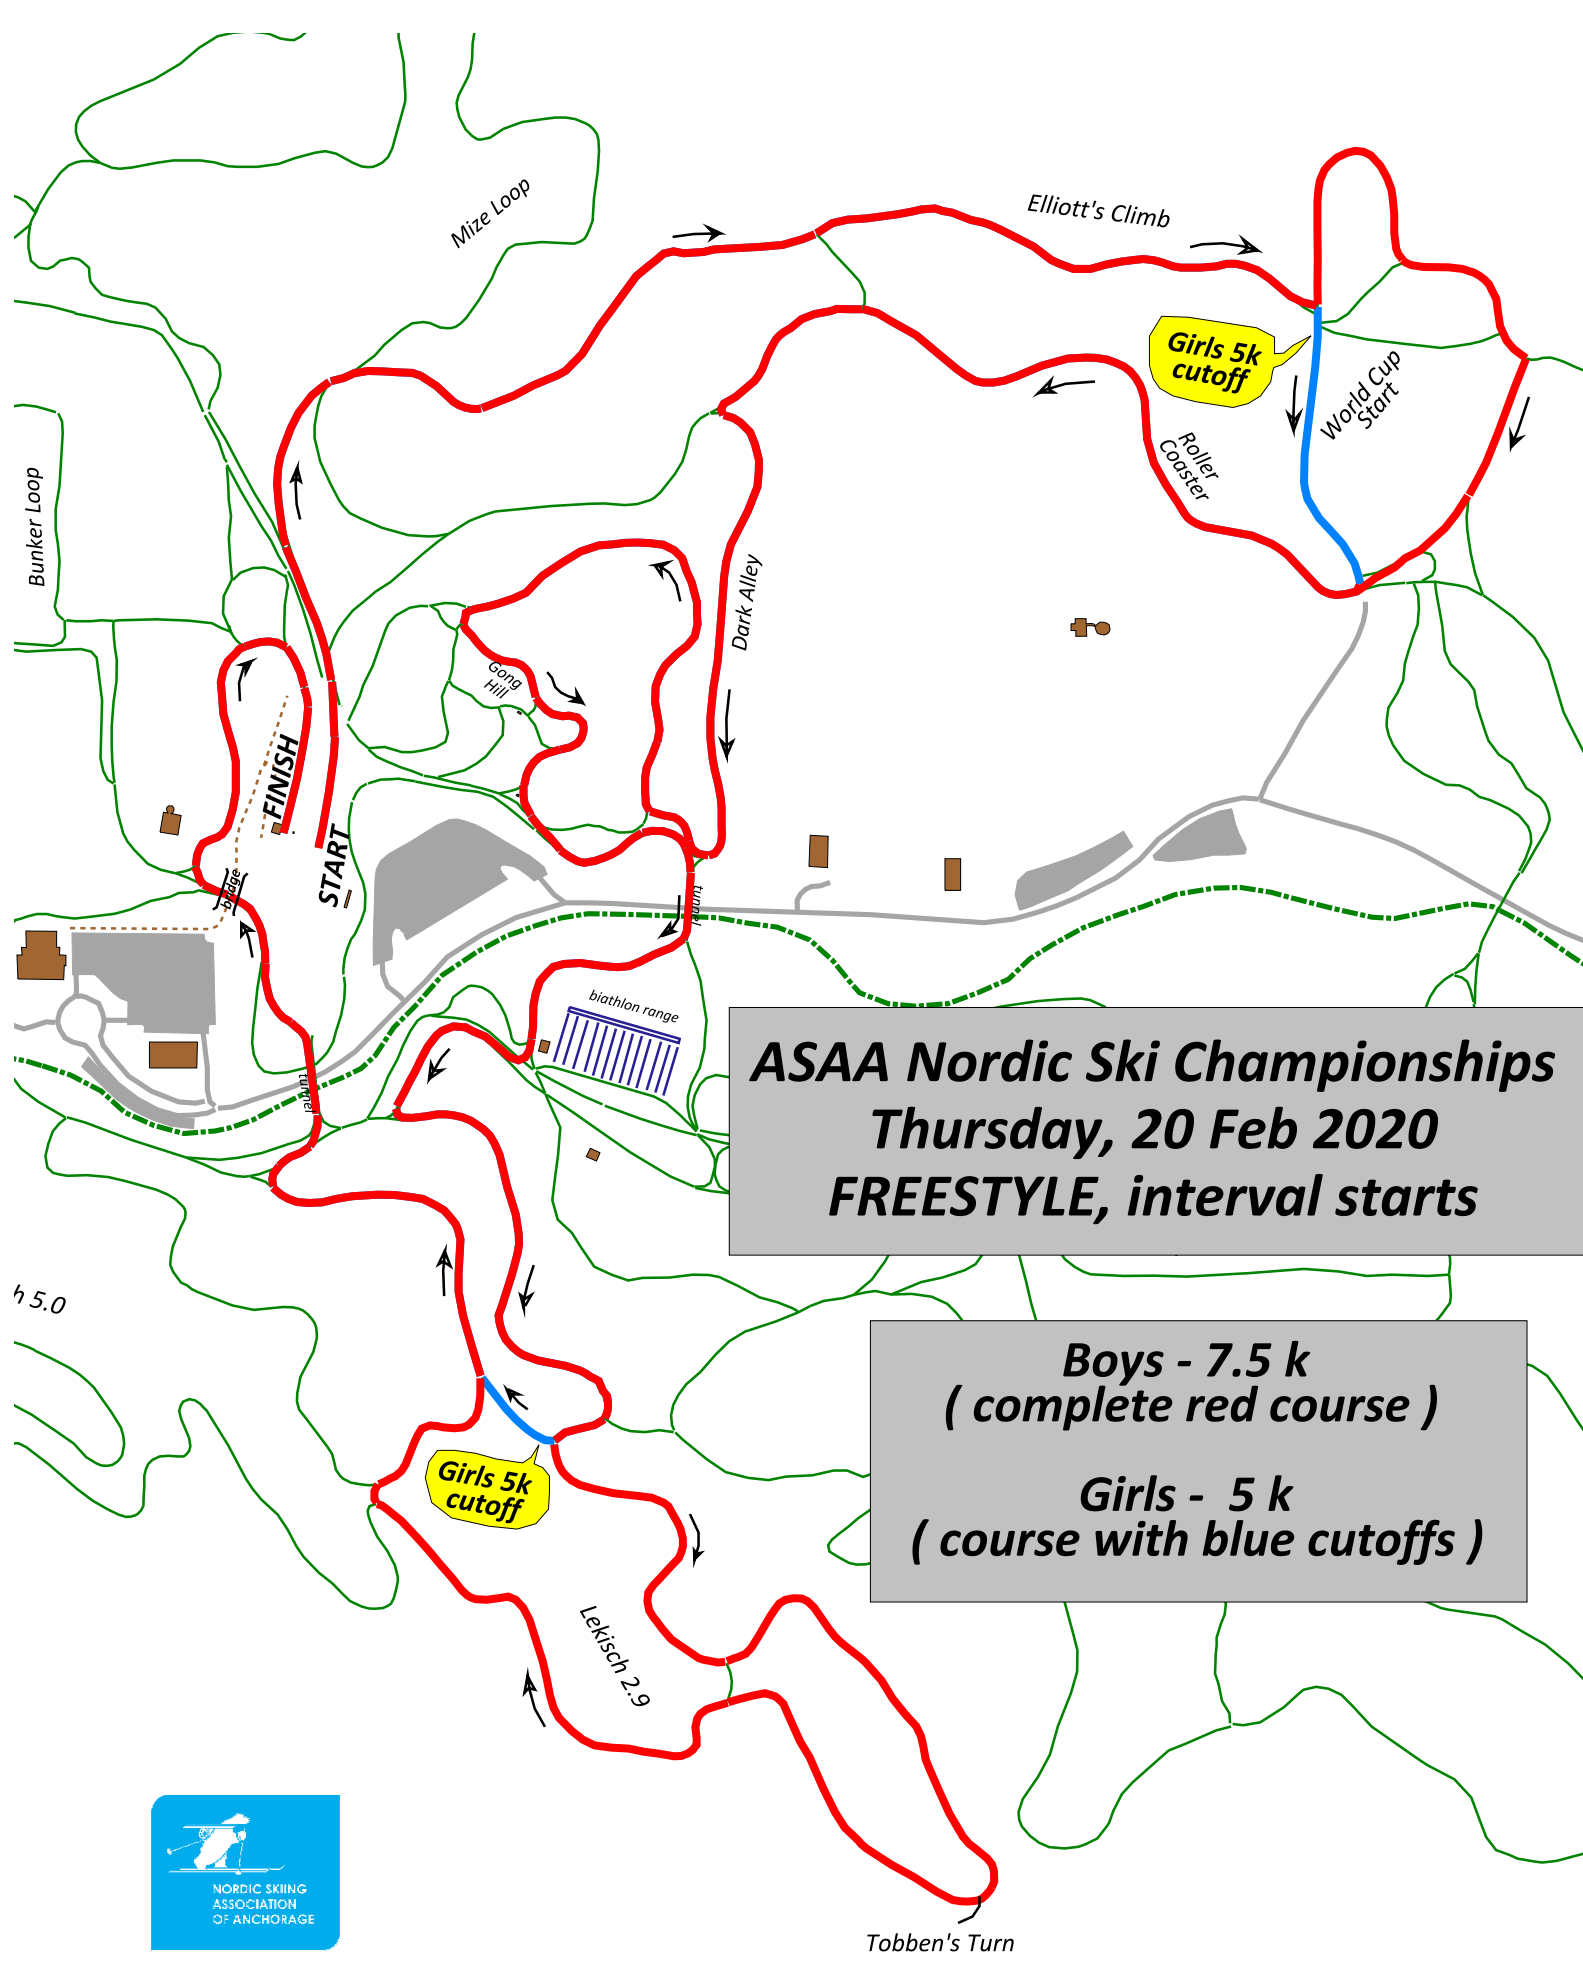 Mize Loop
Elliott's Climb
Girls 5k
cutoff
World Cup
Start
Roller
Coaster
Bunker Loop
Dark Alley
Gong
Hill
FINISH
START
bridge
tunnel
biathlon range
tunnel
ASAA Nordic Ski Championships
Thursday, 20 Feb 2020
FREESTYLE, interval starts
h 5.0
Boys - 7.5 k
( complete red course )
Girls - 5 k
( course with blue cutoffs )
Girls 5k
cutoff
Lekisch 2.9
NORDIC SKIING
ASSOCIATION
OF ANCHORAGE
Tobben's Turn